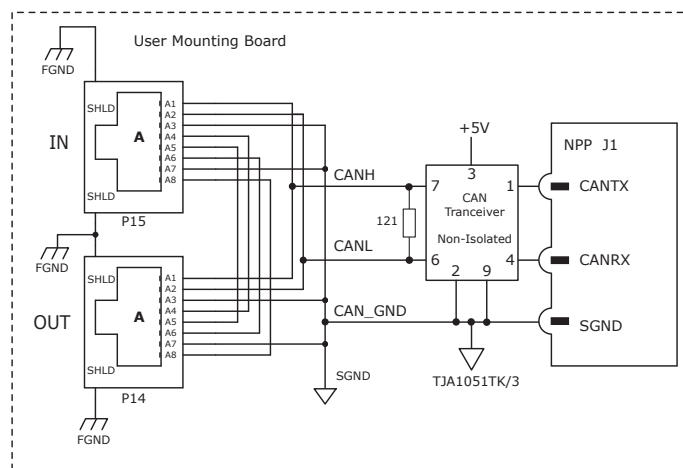 User Mounting Board
FGND
SHLD
A
A1
A2
A3
A4
A5
A6
A7
A8
IN
SHLD
P15
FGND
SHLD
A
A1
A2
A3
A4
A5
A6
A7
A8
OUT
SHLD
P14
FGND
CANH
121
CANL
CAN_GND
SGND
+5V
3
7
1
CAN
Tranceiver
Non-Isolated
6
4
2
9
TJA1051TK/3
NPP J1
CANTX
CANRX
SGND